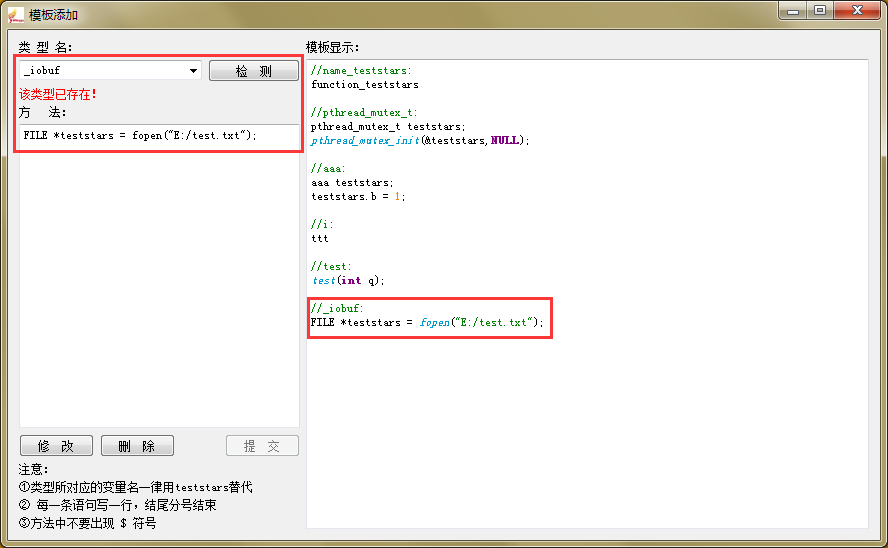 模板添加
类 型 名:
_iobuf
检 测
该类型已存在!
方 法:
FILE *teststars = fopen("E:/test.txt");
修 改
删 除
提 交
注意:
①类型所对应的变量名一律用teststars替代
② 每一条语句写一行，结尾分号结束
③方法中不要出现 $ 符号
模板显示:
//name_teststars:
function_teststars
//pthread_mutex_t:
pthread_mutex_t teststars;
pthread_mutex_init(&teststars,NULL);
//aaa:
aaa teststars;
teststars.b = 1;
//i:
ttt
//test:
test(int q);
//_iobuf:
FILE *teststars = fopen("E:/test.txt");